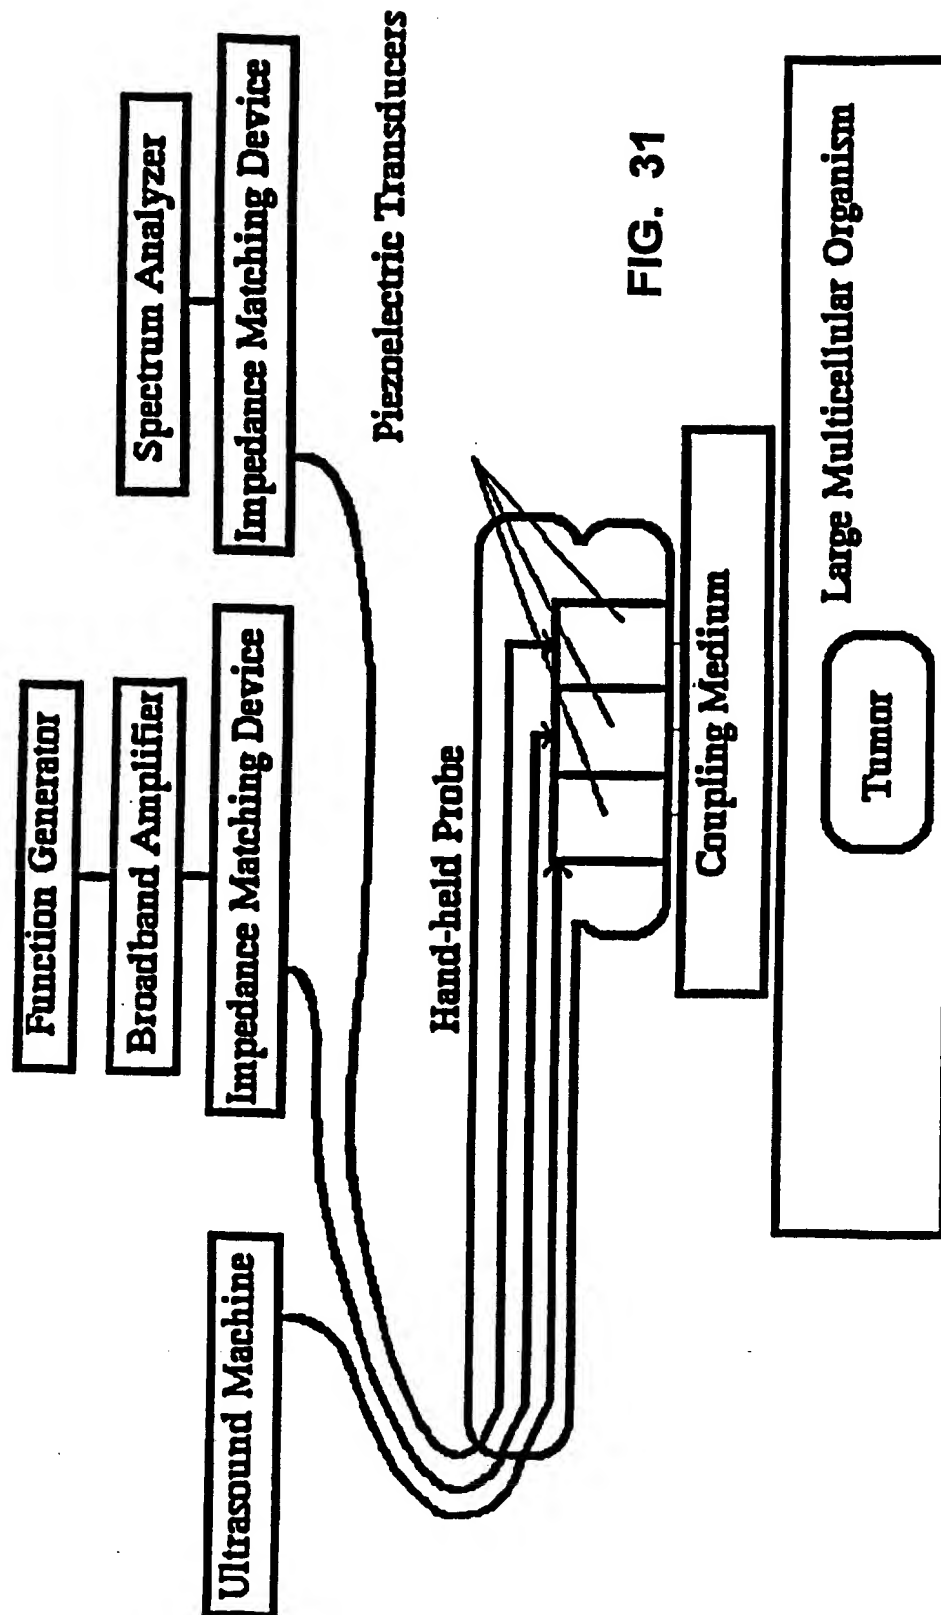 Function Generator
Broadband Amplifier
Impedance Matching Device
Spectrum Analyzer
Impedance Matching Device
Ultrasound Machine
Piezoelectric Transducers
Hand-held Probe
FIG. 31
Coupling Medium
Large Multicellular Organism
Tumor